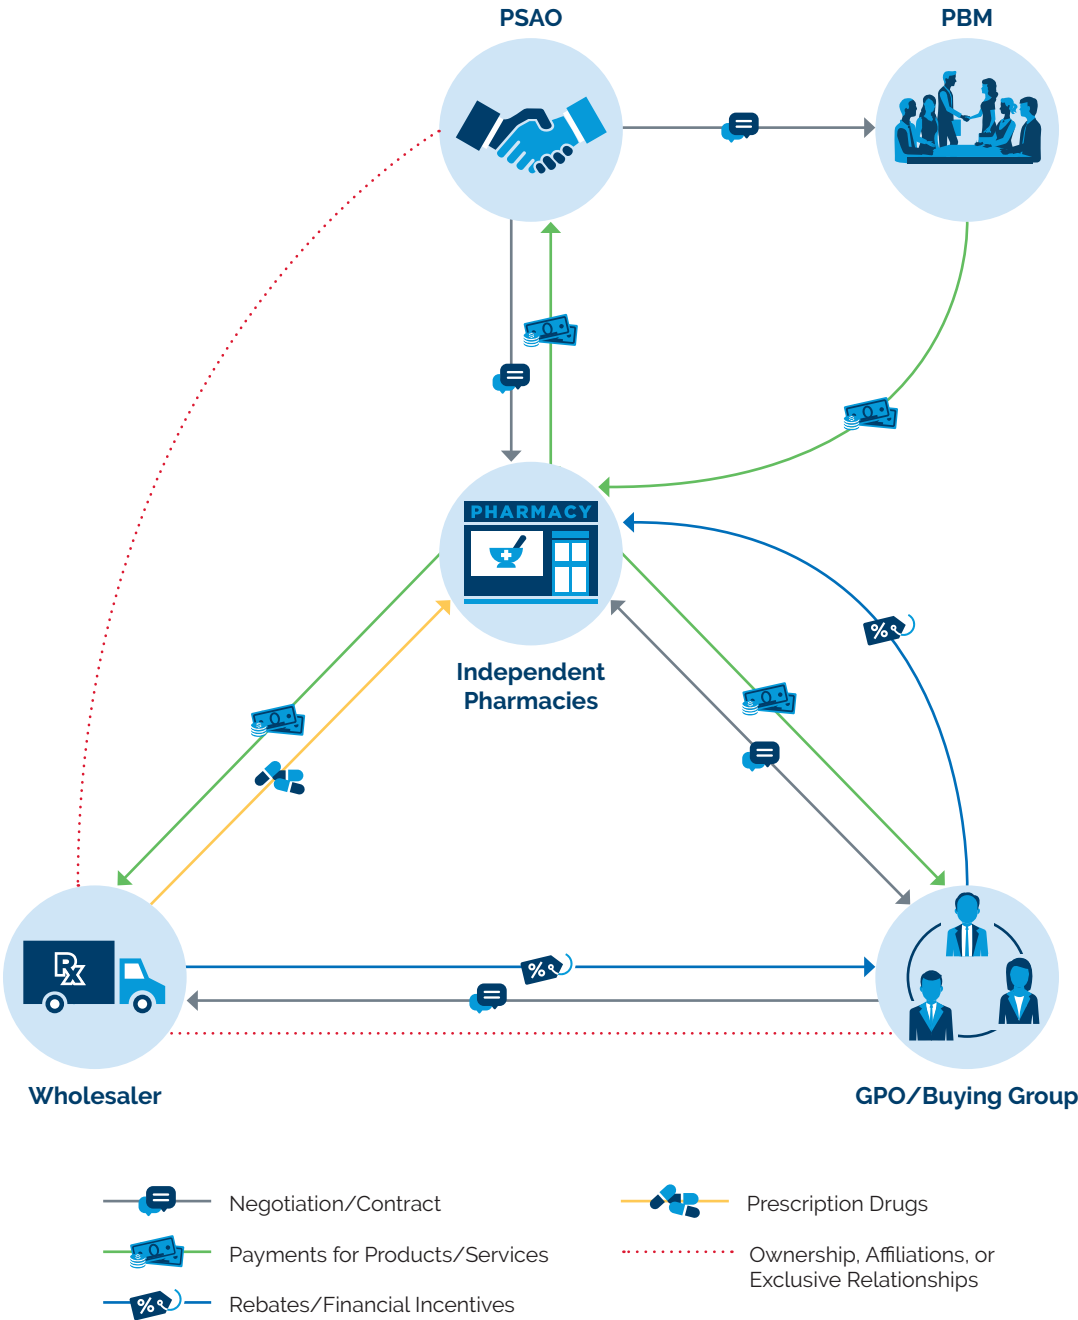 PSAO
PBM
PHARMACY
Independent
Pharmacies
Rx
Wholesaler
GPO/Buying Group
Negotiation/Contract
Prescription Drugs
Payments for Products/Services
Ownership, Affiliations, or
Exclusive Relationships
Rebates/Financial Incentives